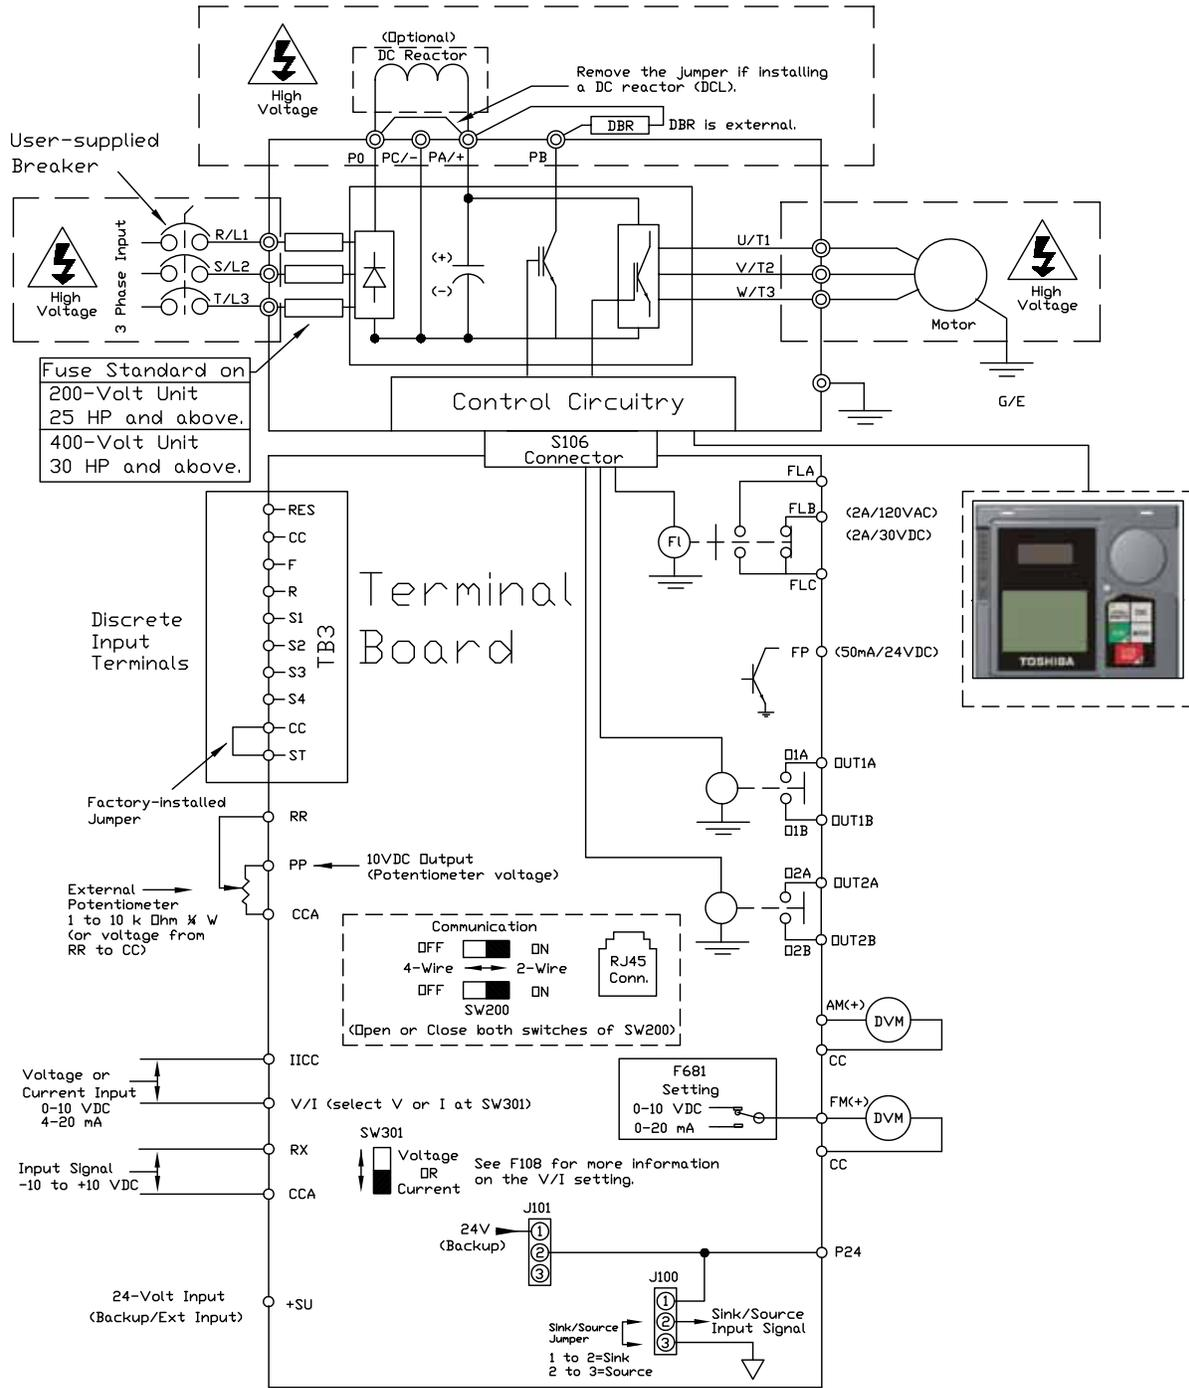 (Optional)
DC Reactor
High
Voltage
Remove the jumper if installing
a DC reactor (DCL).
DBR
DBR is external.
PO
PC/-
PA/+
PB
User-supplied
Breaker
3 Phase Input
High
Voltage
R/L1
S/L2
T/L3
(+)
(-)
U/T1
V/T2
W/T3
Motor
High
Voltage
G/E
Fuse Standard on
200-Volt Unit
25 HP and above.
400-Volt Unit
30 HP and above.
Control Circuitry
S106
Connector
Discrete
Input
Terminals
RES
CC
F
R
S1
S2
S3
S4
CC
ST
TB3
Terminal
Board
Factory-installed
Jumper
FLA
FLB
FLC
Fl
(2A/120VAC)
(2A/30VDC)
FP
(50mA/24VDC)
TOSHIBA
O1A
OUT1A
O1B
OUT1B
O2A
OUT2A
O2B
OUT2B
RR
PP
10VDC Output
(Potentiometer voltage)
CCA
External
Potentiometer
1 to 10 k Ohm ¼ W
(or voltage from
RR to CC)
Communication
OFF ON
4-Wire 2-Wire
OFF ON
SW200
(Open or Close both switches of SW200)
RJ45
Conn.
AM(+)
DVM
CC
F681
Setting
0-10 VDC
0-20 mA
FM(+)
DVM
CC
IICC
Voltage or
Current Input
0-10 VDC
4-20 mA
V/I (select V or I at SW301)
SW301
Voltage
OR
Current
See F108 for more information
on the V/I setting.
RX
Input Signal
-10 to +10 VDC
CCA
J101
24V
(Backup)
1
2
3
P24
J100
1
2
3
Sink/Source
Input Signal
Sink/Source
Jumper
1 to 2=Sink
2 to 3=Source
24-Volt Input
(Backup/Ext Input)
+SU